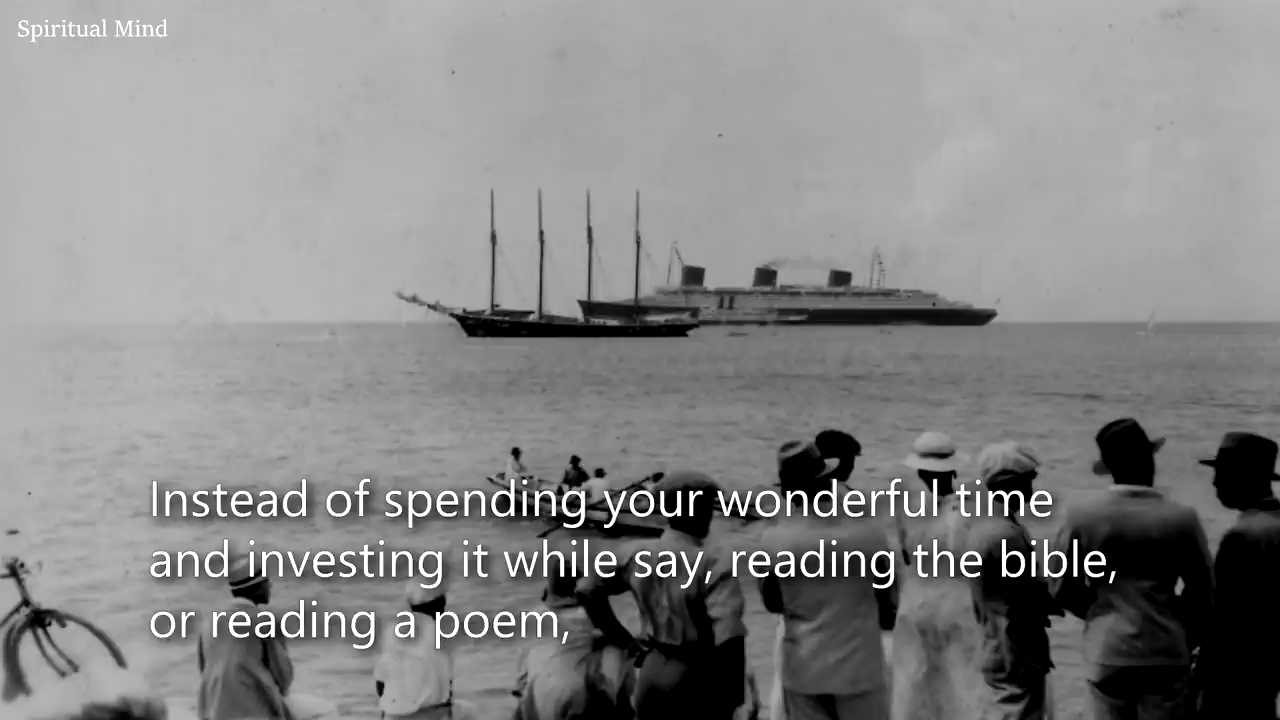 Spiritual Mind
Instead of spending your wonderful time
and investing it while say, reading the bible,
or reading a poem,